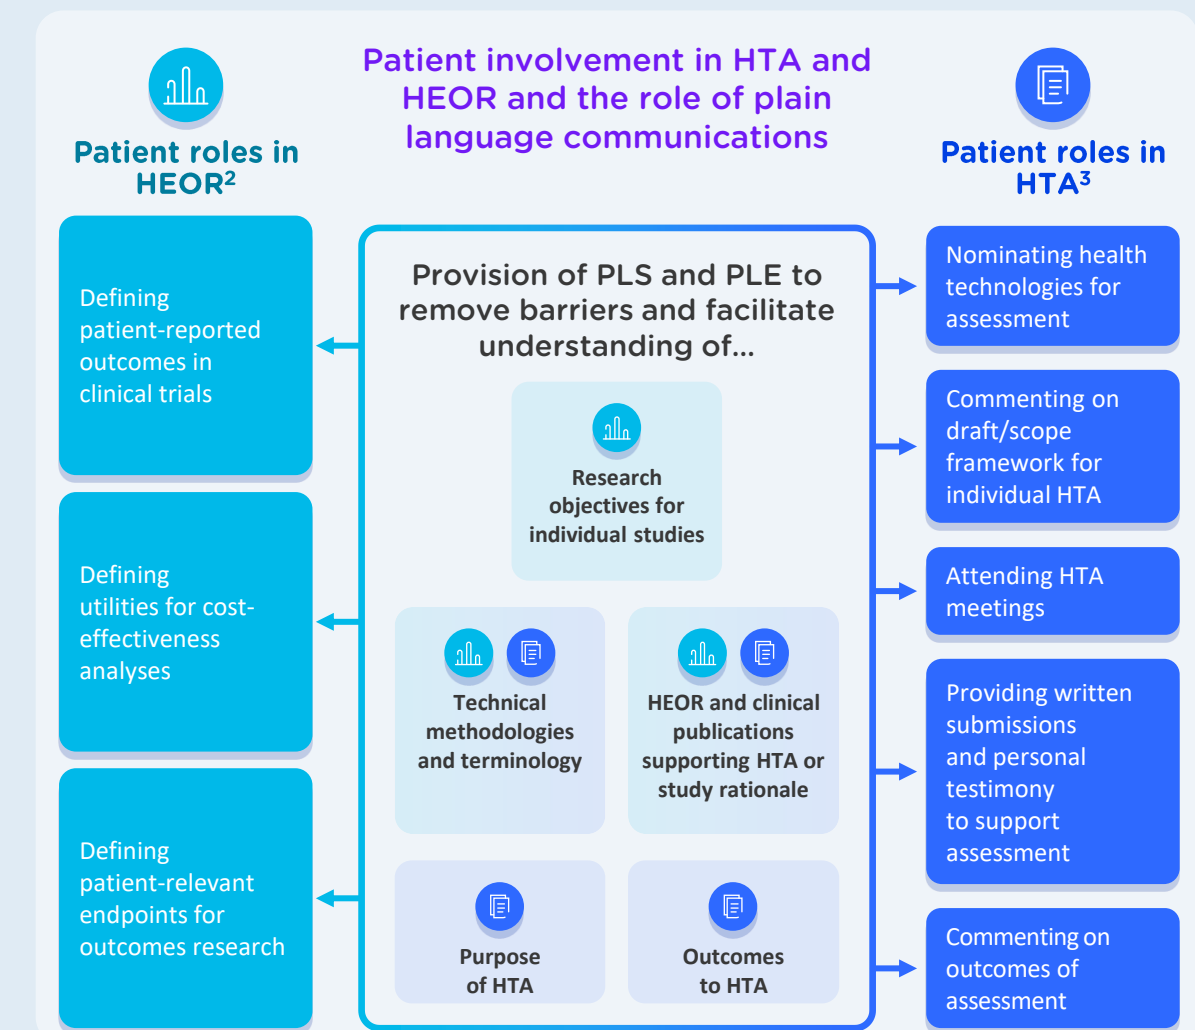 Patient involvement in HTA and
HEOR and the role of plain
language communications
Patient roles in
HEOR²
Defining
patient-reported
outcomes in
clinical trials
Defining
utilities for cost-
effectiveness
analyses
Defining
patient-relevant
endpoints for
outcomes research
Provision of PLS and PLE to
remove barriers and facilitate
understanding of...
Research
objectives for
individual studies
Technical
methodologies
and terminology
HEOR and clinical
publications
supporting HTA or
study rationale
Purpose
of HTA
Outcomes
to HTA
Patient roles in
HTA³
Nominating health
technologies for
assessment
Commenting on
draft/scope
framework for
individual HTA
Attending HTA
meetings
Providing written
submissions
and personal
testimony
to support
assessment
Commenting on
outcomes of
assessment